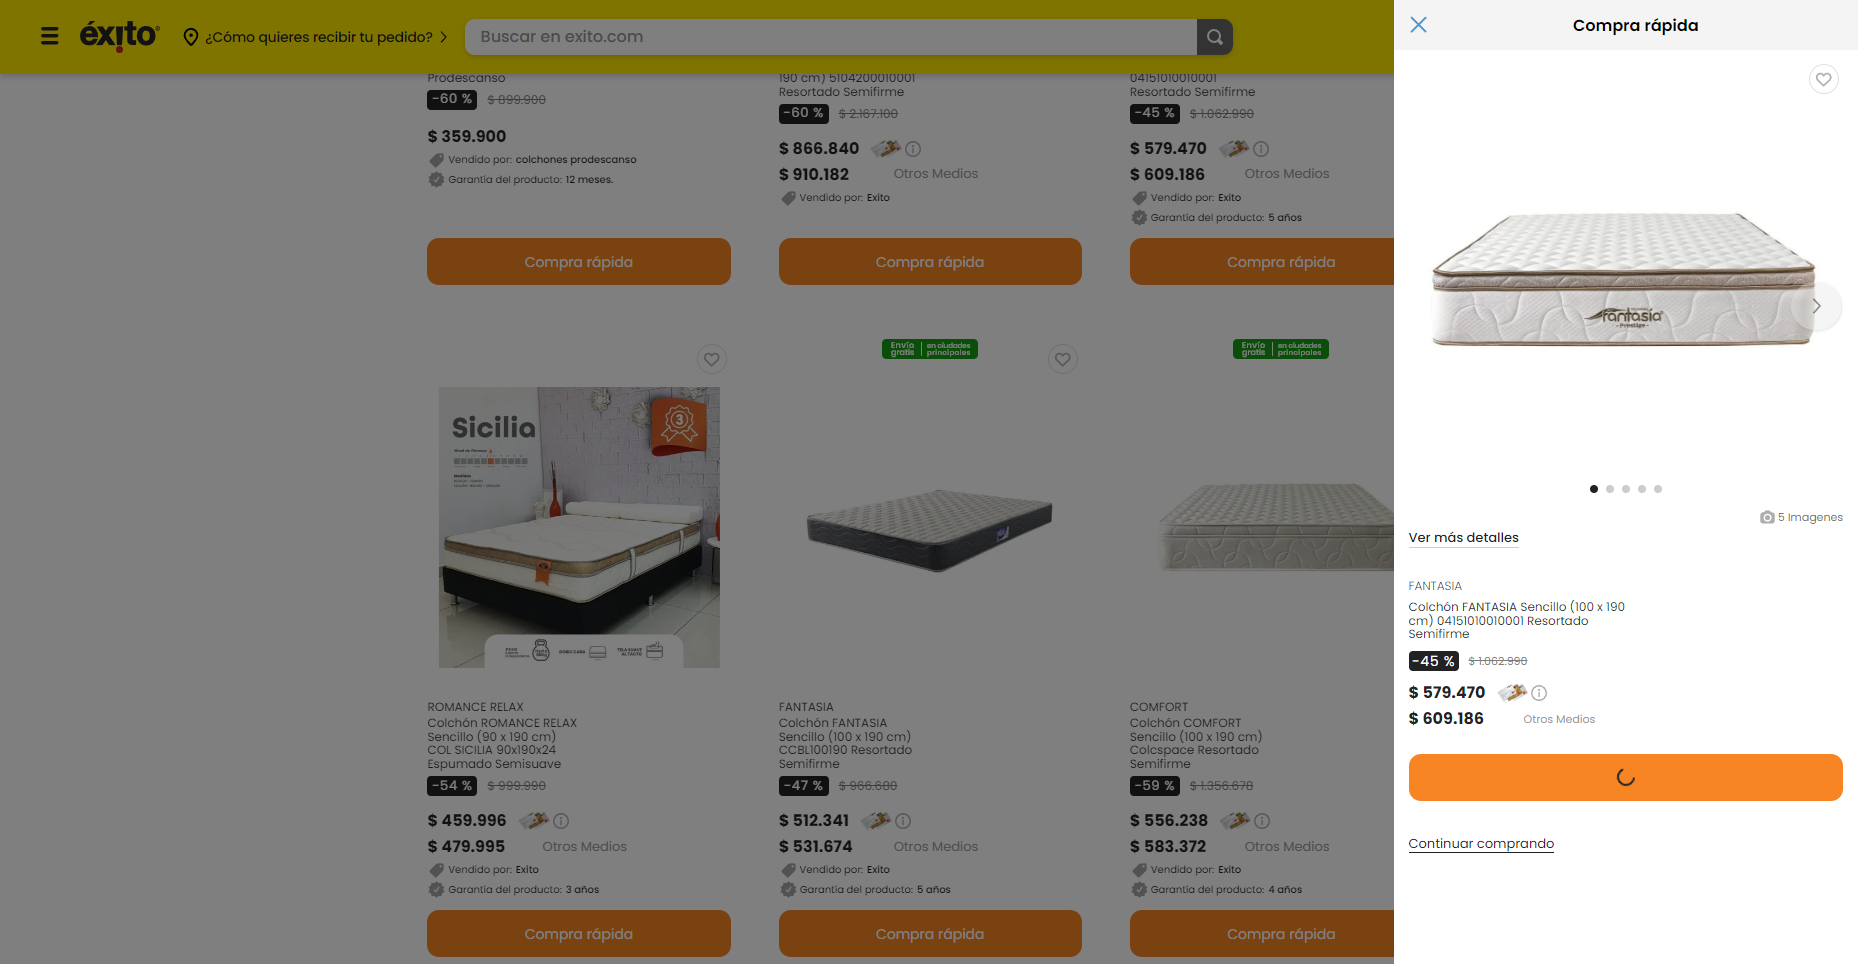 éxito
¿Cómo quieres recibir tu pedido?
Buscar en exito.com
Prodescanso
-60 % $ 899.900
$ 359.900
Vendido por: colchones prodescanso
Garantía del producto: 12 meses.
Compra rápida
190 cm) 5104200010001
Resortado Semifirme
-60 % $ 2.167.100
$ 866.840
$ 910.182 Otros Medios
Vendido por: Exito
Compra rápida
04151010010001
Resortado Semifirme
-45 % $ 1.062.990
$ 579.470
$ 609.186 Otros Medios
Vendido por: Exito
Garantía del producto: 5 años
Compra rápida
Sicilia
3
ROMANCE RELAX
Colchón ROMANCE RELAX
Sencillo (90 x 190 cm)
COL SICILIA 90x190x24
Espumado Semisuave
-54 % $ 999.990
$ 459.996
$ 479.995 Otros Medios
Vendido por: Exito
Garantía del producto: 3 años
Compra rápida
Envío gratis en ciudades principales
FANTASIA
Colchón FANTASIA
Sencillo (100 x 190 cm)
CCBL100190 Resortado
Semifirme
-47 % $ 966.680
$ 512.341
$ 531.674 Otros Medios
Vendido por: Exito
Garantía del producto: 5 años
Compra rápida
Envío gratis en ciudades principales
COMFORT
Colchón COMFORT
Sencillo (100 x 190 cm)
Colcspace Resortado
Semifirme
-59 % $ 1.356.678
$ 556.238
$ 583.372 Otros Medios
Vendido por: Exito
Garantía del producto: 4 años
Compra rápida
Compra rápida
fantasía
Prestige
5 Imagenes
Ver más detalles
FANTASIA
Colchón FANTASIA Sencillo (100 x 190
cm) 04151010010001 Resortado
Semifirme
-45 % $ 1.062.990
$ 579.470
$ 609.186 Otros Medios
Continuar comprando